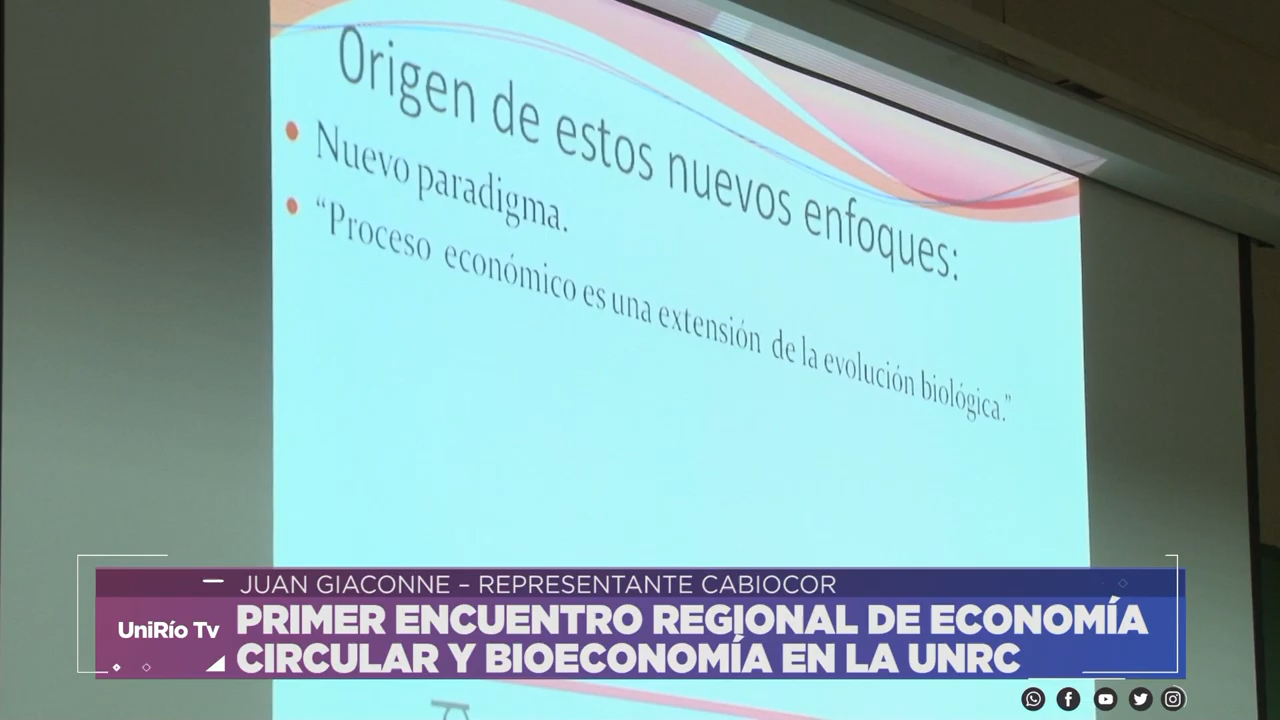 Origen de estos nuevos enfoques:
• Nuevo paradigma.
• “Proceso económico es una extensión de la evolución biológica.”
JUAN GIACONNE – REPRESENTANTE CABIOCOR
UniRío Tv
PRIMER ENCUENTRO REGIONAL DE ECONOMÍA
CIRCULAR Y BIOECONOMÍA EN LA UNRC